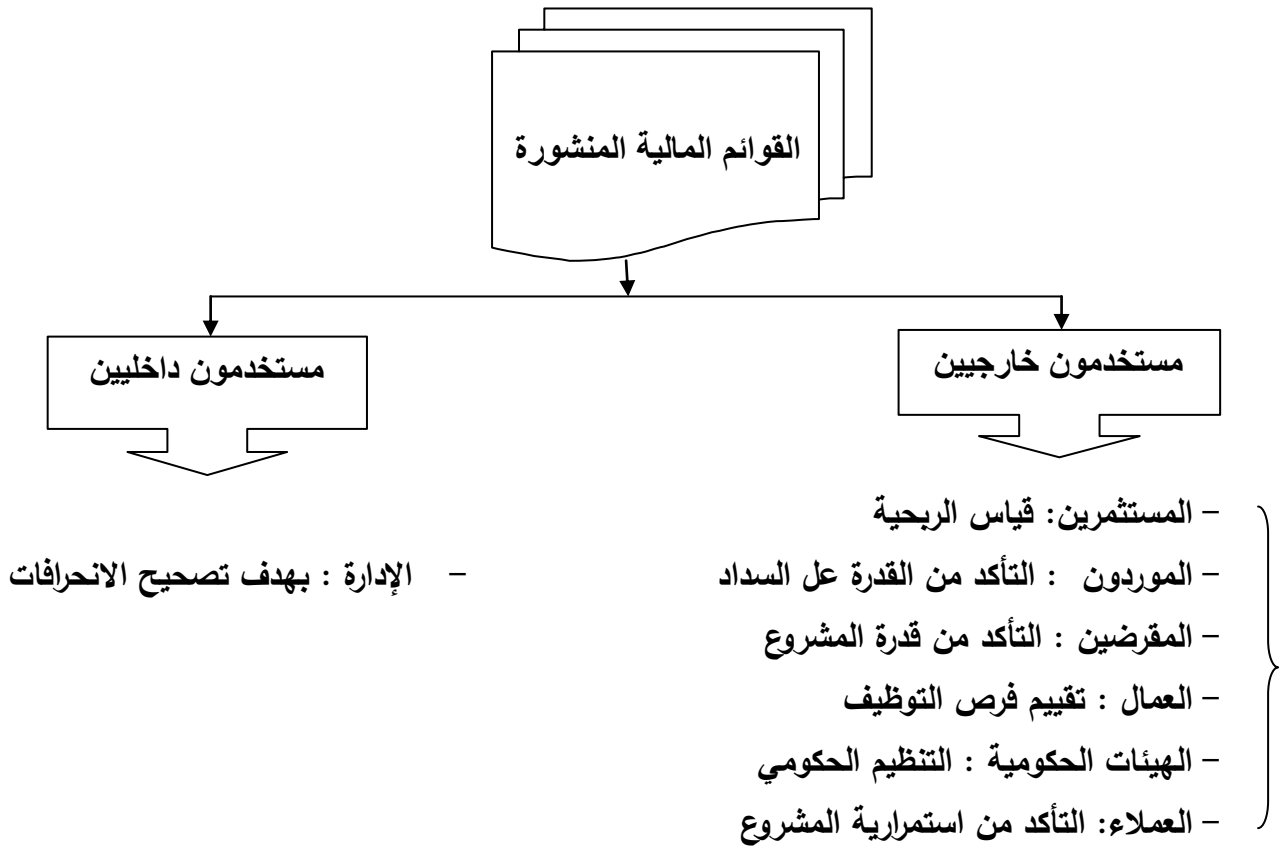 القوائم المالية المنشورة
مستخدمون خارجيين
مستخدمون داخليين
– المستثمرين: قياس الربحية
– الموردون : التأكد من القدرة عل السداد
– المقرضين : التأكد من قدرة المشروع
– العمال : تقييم فرص التوظيف
– الهيئات الحكومية : التنظيم الحكومي
– العملاء: التأكد من استمرارية المشروع
– الإدارة : بهدف تصحيح الانحرافات